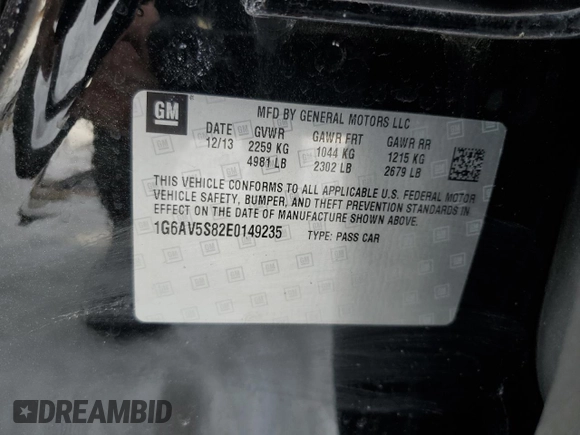 GM
MFD BY GENERAL MOTORS LLC
DATE GVWR GAWR FRT GAWR RR
12/13 2259 KG 1044 KG 1215 KG
4981 LB 2302 LB 2679 LB
THIS VEHICLE CONFORMS TO ALL APPLICABLE U.S. FEDERAL MOTOR
VEHICLE SAFETY, BUMPER, AND THEFT PREVENTION STANDARDS IN
EFFECT ON THE DATE OF MANUFACTURE SHOWN ABOVE.
1G6AV5S82E0149235 TYPE: PASS CAR
DREAMBID